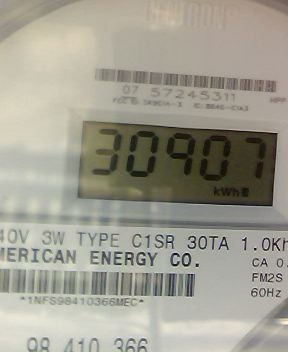 07 57245311
30907
kWh
40V 3W TYPE C1SR 30TA 1.0Kh
MERICAN ENERGY CO.
CA 0.
FM2S
60Hz
*1NFS98410366MEC*
98 410 366